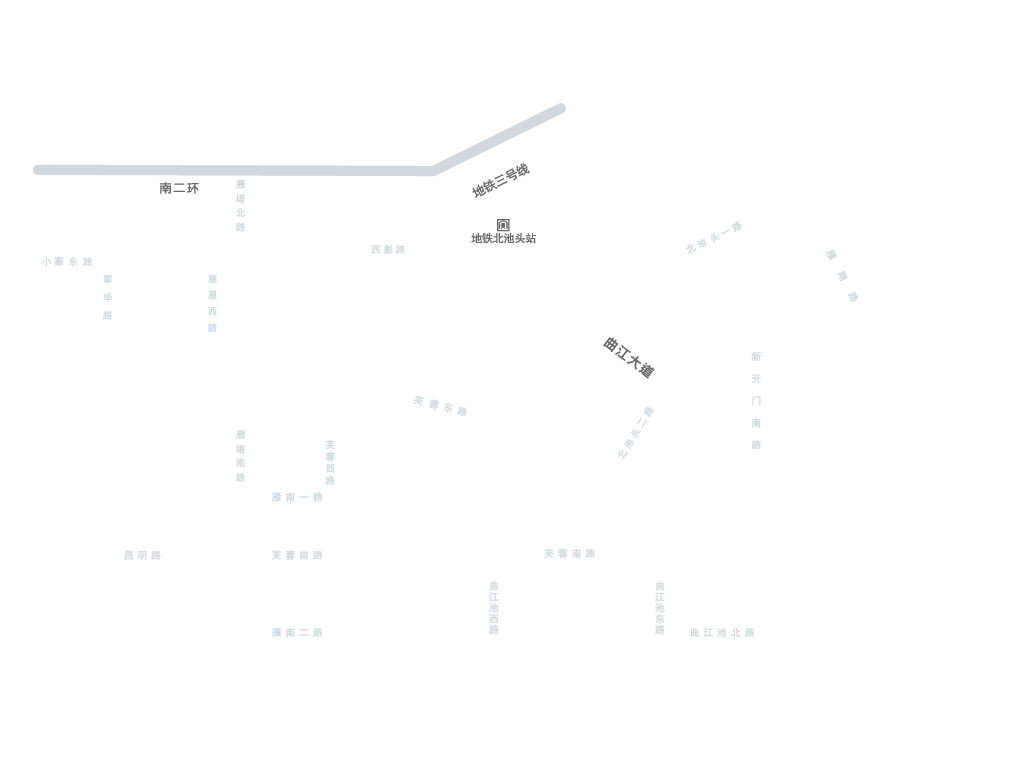 南二环
雁塔北路
地铁三号线
地铁北池头站
西影路
北池头一路
小寨东路
翠华路
慈恩西路
雁南路
曲江大道
新开门南路
芙蓉东路
北池头二路
雁塔南路
芙蓉西路
雁南一路
昌明路
芙蓉南路
芙蓉南路
曲江池西路
曲江池东路
雁南二路
曲江池北路